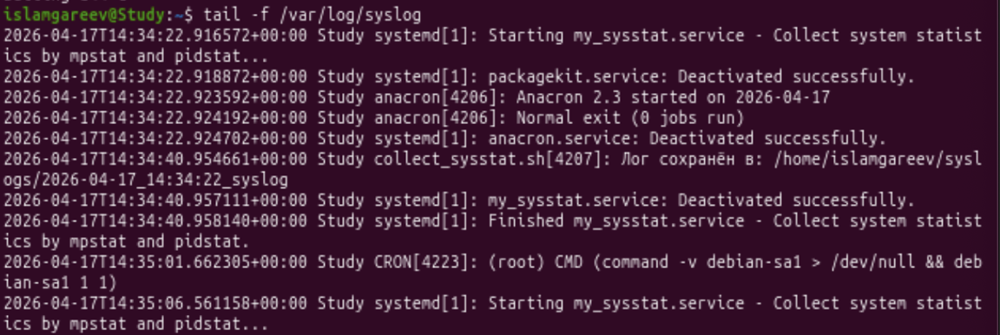 islamgareev@Study:~$ tail -f /var/log/syslog
2026-04-17T14:34:22.916572+00:00 Study systemd[1]: Starting my_sysstat.service - Collect system statist
ics by mpstat and pidstat...
2026-04-17T14:34:22.918872+00:00 Study systemd[1]: packagekit.service: Deactivated successfully.
2026-04-17T14:34:22.923592+00:00 Study anacron[4206]: Anacron 2.3 started on 2026-04-17
2026-04-17T14:34:22.924192+00:00 Study anacron[4206]: Normal exit (0 jobs run)
2026-04-17T14:34:22.924702+00:00 Study systemd[1]: anacron.service: Deactivated successfully.
2026-04-17T14:34:40.954661+00:00 Study collect_sysstat.sh[4207]: Лог сохранён в: /home/islamgareev/sysl
ogs/2026-04-17_14:34:22_syslog
2026-04-17T14:34:40.957111+00:00 Study systemd[1]: my_sysstat.service: Deactivated successfully.
2026-04-17T14:34:40.958140+00:00 Study systemd[1]: Finished my_sysstat.service - Collect system statist
ics by mpstat and pidstat.
2026-04-17T14:35:01.662305+00:00 Study CRON[4223]: (root) CMD (command -v debian-sa1 > /dev/null && deb
ian-sa1 1 1)
2026-04-17T14:35:06.561158+00:00 Study systemd[1]: Starting my_sysstat.service - Collect system statist
ics by mpstat and pidstat...